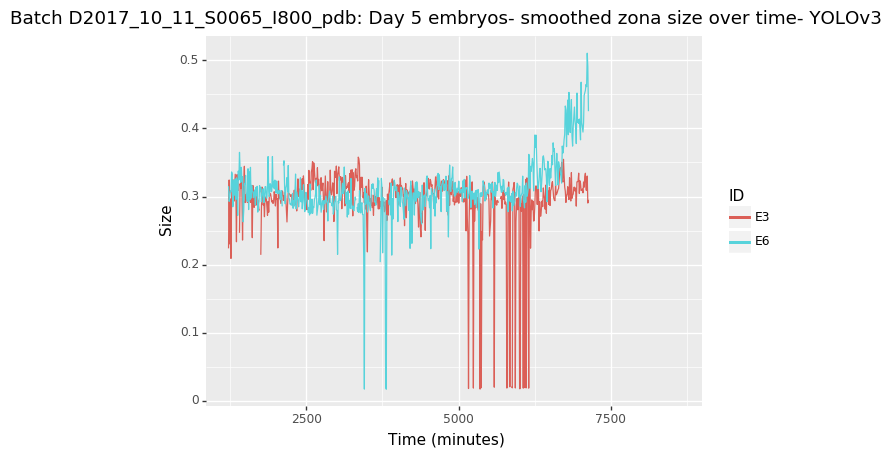 Batch D2017_10_11_S0065_I800_pdb: Day 5 embryos- smoothed zona size over time- YOLOv3
0.5
0.4
0.3
0.2
0.1
0
Size
2500 5000 7500
Time (minutes)
ID
E3
E6